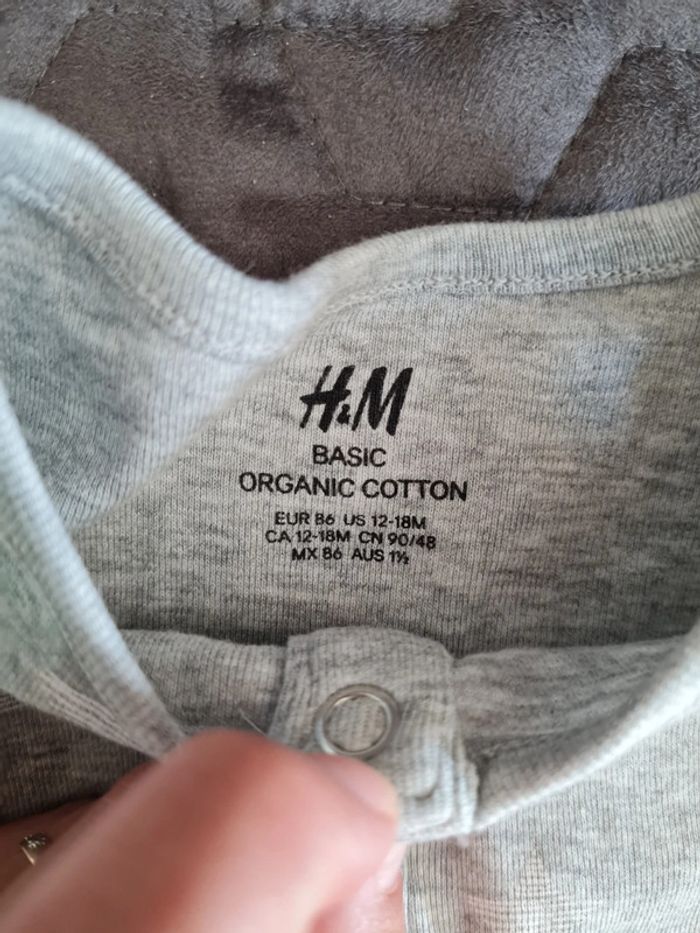 H&M
BASIC
ORGANIC COTTON
EUR 86 US 12-18M
CA 12-18M CN 90/48
MX 86 AUS 1½